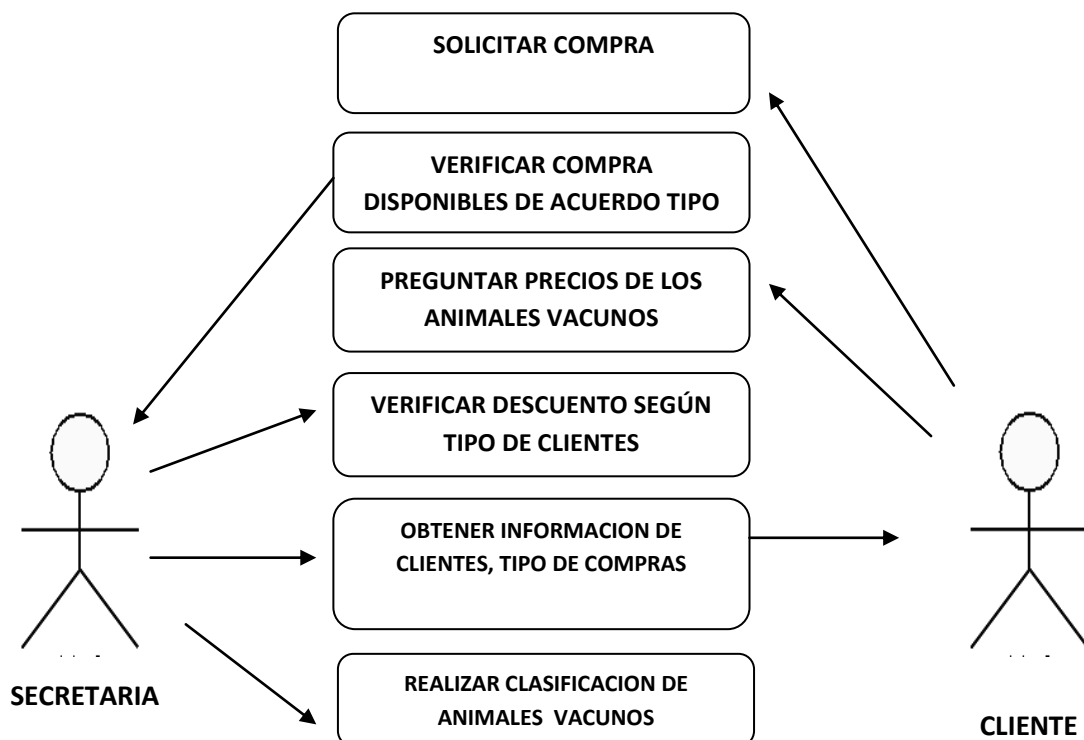 SOLICITAR COMPRA
VERIFICAR COMPRA
DISPONIBLES DE ACUERDO TIPO
PREGUNTAR PRECIOS DE LOS
ANIMALES VACUNOS
VERIFICAR DESCUENTO SEGÚN
TIPO DE CLIENTES
OBTENER INFORMACION DE
CLIENTES, TIPO DE COMPRAS
REALIZAR CLASIFICACION DE
ANIMALES VACUNOS
SECRETARIA
CLIENTE